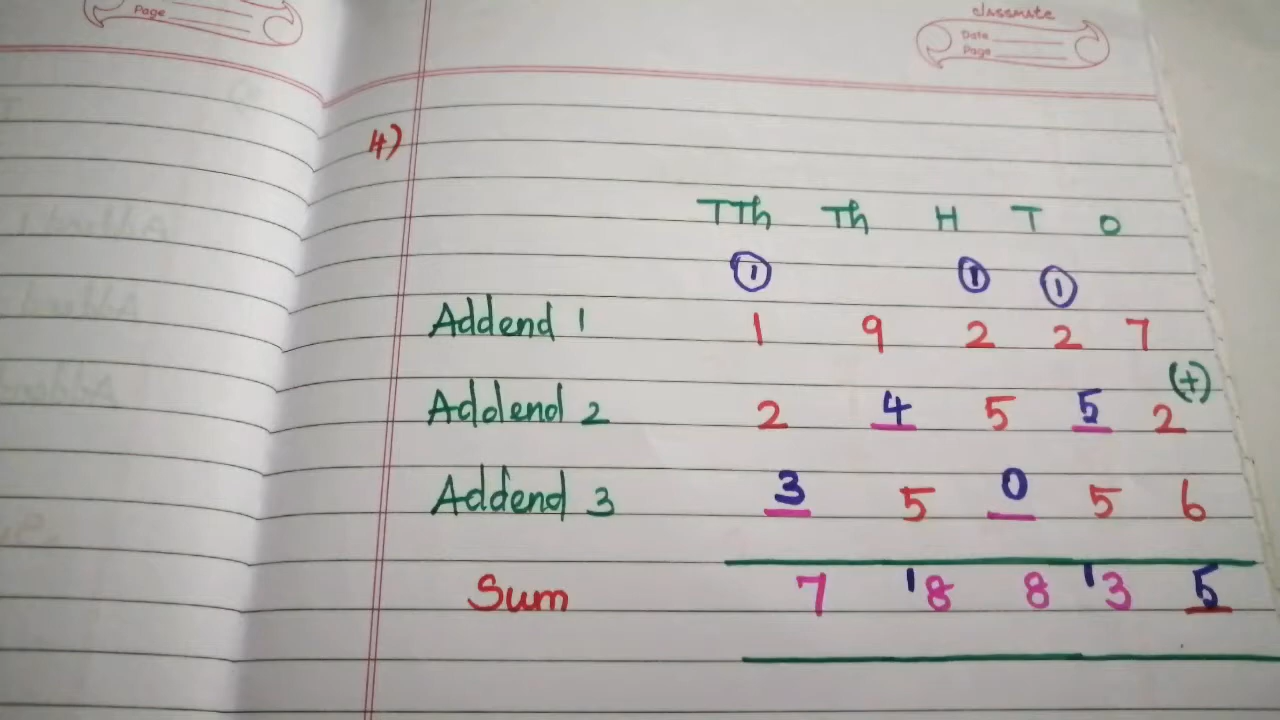 Page
classmate
Date
Page
4)
TTh Th H T O
1 1 1
Addend 1 1 9 2 2 7
(+)
Addend 2 2 4 5 5 2
Addend 3 3 5 0 5 6
Sum 7 18 8 13 5